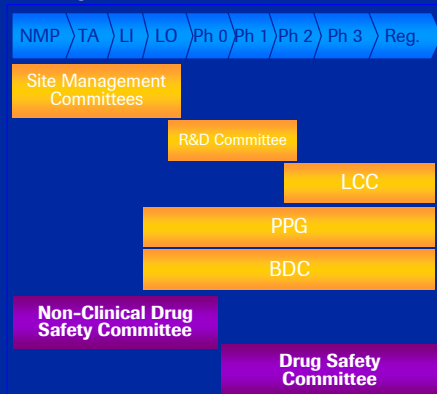 NMP TA LI LO Ph 0 Ph 1 Ph 2 Ph 3 Reg.
Site Management
Committees
R&D Committee
LCC
PPG
BDC
Non-Clinical Drug
Safety Committee
Drug Safety
Committee